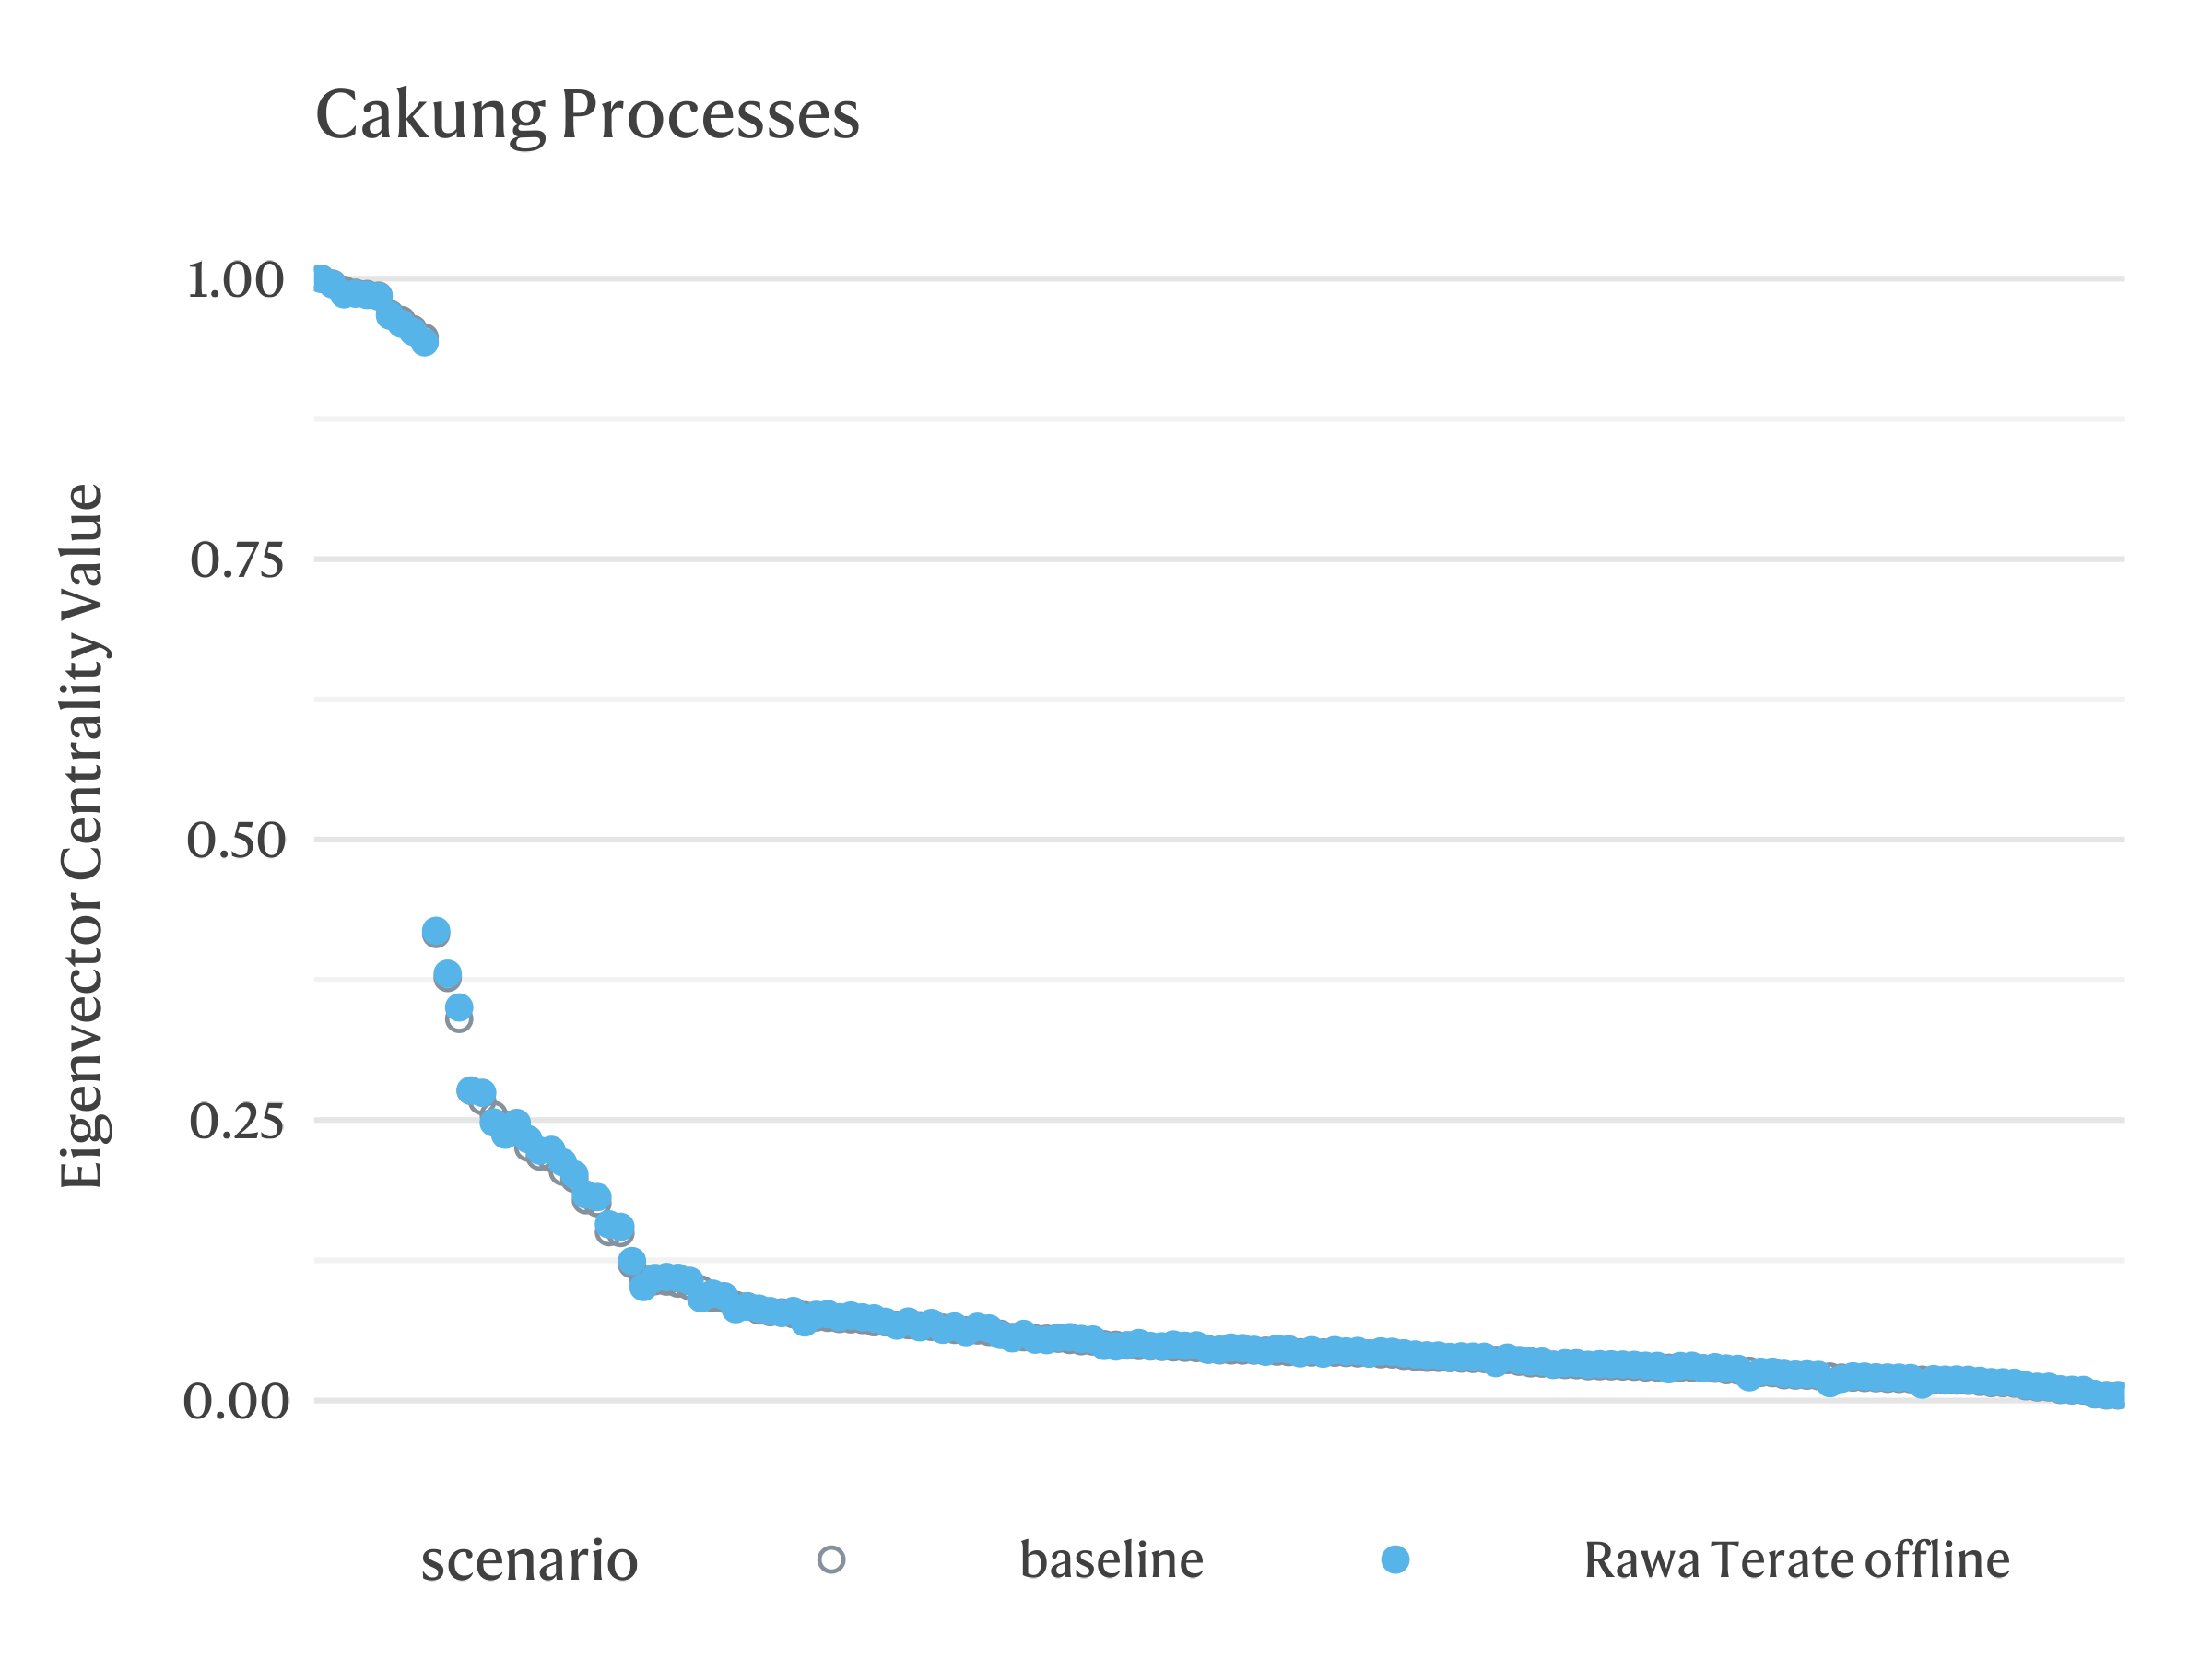 Cakung Processes
Eigenvector Centrality Value
1.00
0.75
0.50
0.25
0.00
scenario baseline Rawa Terate offline